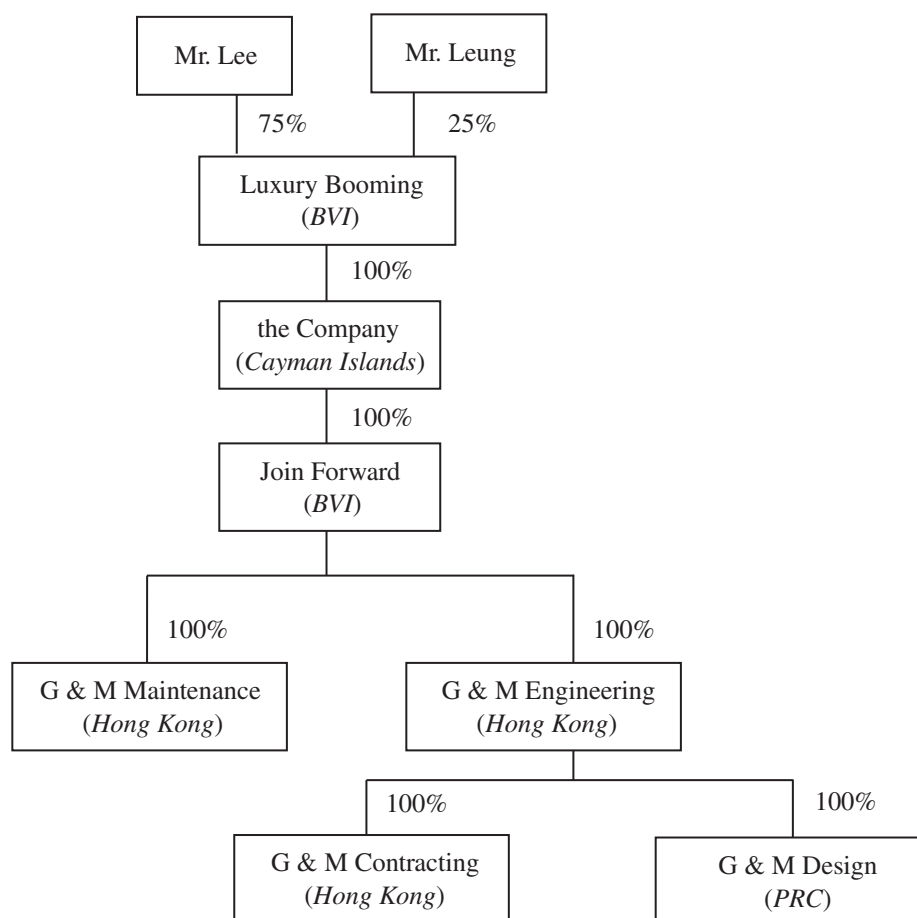 Mr. Lee
Mr. Leung
75%
25%
Luxury Booming
(BVI)
100%
the Company
(Cayman Islands)
100%
Join Forward
(BVI)
100%
100%
G & M Maintenance
(Hong Kong)
G & M Engineering
(Hong Kong)
100%
100%
G & M Contracting
(Hong Kong)
G & M Design
(PRC)